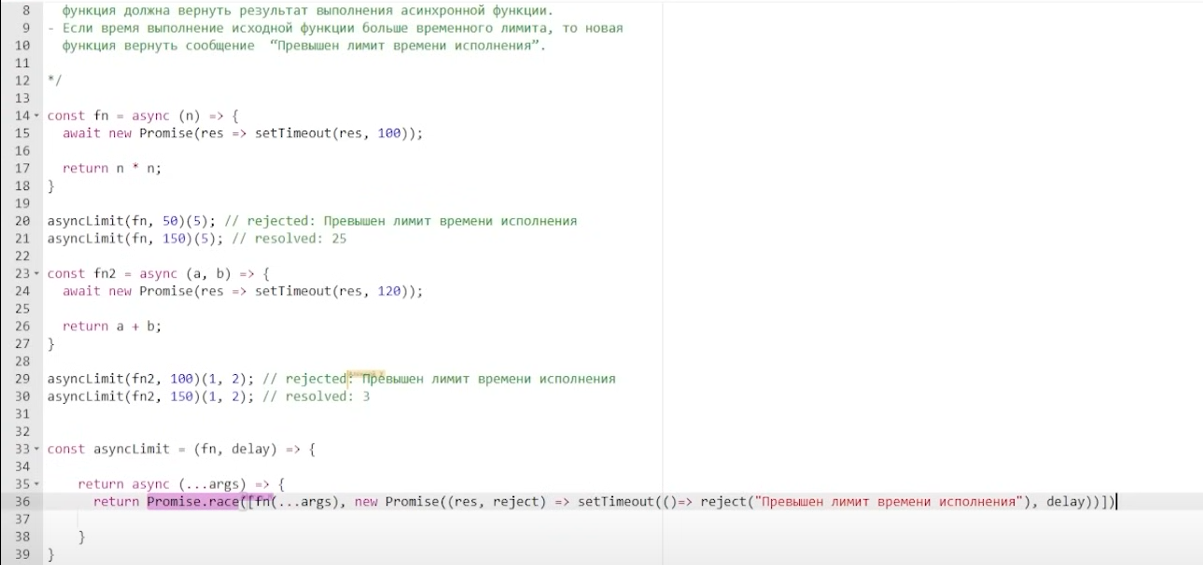 8 функция должна вернуть результат выполнения асинхронной функции.
9 - Если время выполнение исходной функции больше временного лимита, то новая
10 функция вернуть сообщение “Превышен лимит времени исполнения”.
11
12 */
13
14 const fn = async (n) => {
15 await new Promise(res => setTimeout(res, 100));
16
17 return n * n;
18 }
19
20 asyncLimit(fn, 50)(5); // rejected: Превышен лимит времени исполнения
21 asyncLimit(fn, 150)(5); // resolved: 25
22
23 const fn2 = async (a, b) => {
24 await new Promise(res => setTimeout(res, 120));
25
26 return a + b;
27 }
28
29 asyncLimit(fn2, 100)(1, 2); // rejected: Превышен лимит времени исполнения
30 asyncLimit(fn2, 150)(1, 2); // resolved: 3
31
32
33 const asyncLimit = (fn, delay) => {
34
35 return async (...args) => {
36 return Promise.race([fn(...args), new Promise((res, reject) => setTimeout(()=> reject("Превышен лимит времени исполнения"), delay))])
37
38 }
39 }